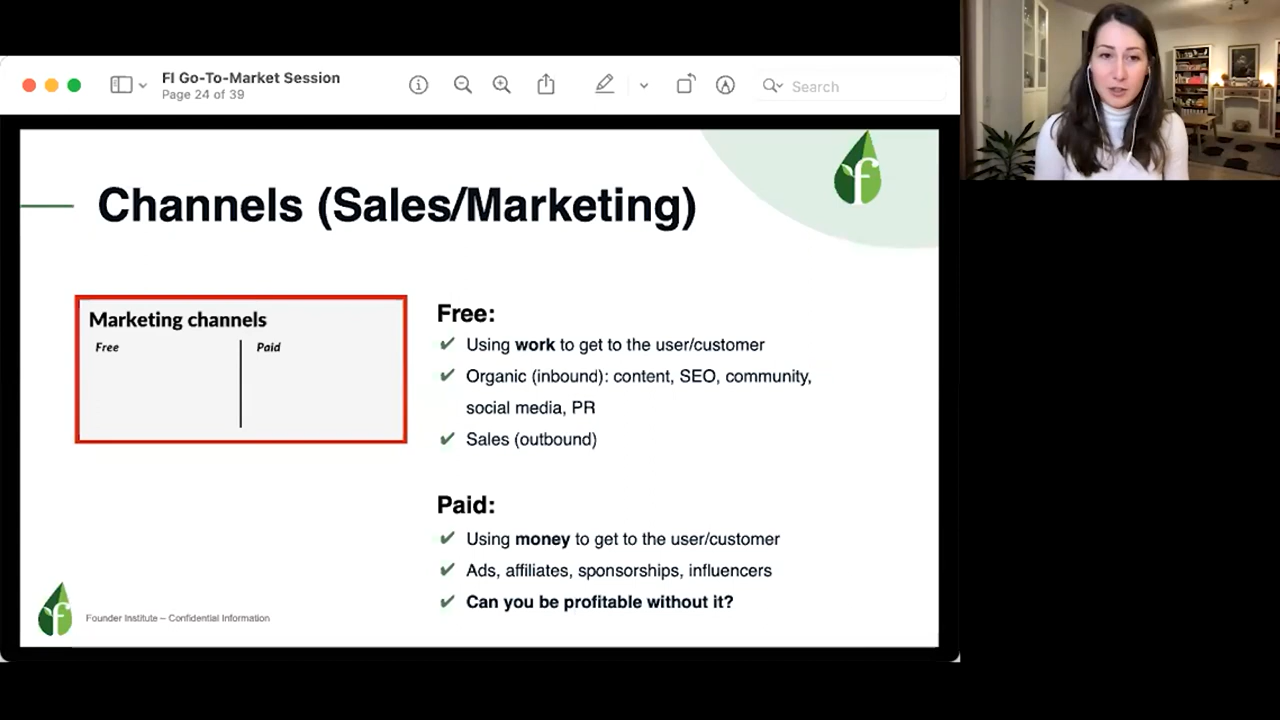 FI Go-To-Market Session
Page 24 of 39
Search
Channels (Sales/Marketing)
Marketing channels
Free
Paid
Free:
✔ Using work to get to the user/customer
✔ Organic (inbound): content, SEO, community,
social media, PR
✔ Sales (outbound)
Paid:
✔ Using money to get to the user/customer
✔ Ads, affiliates, sponsorships, influencers
✔ Can you be profitable without it?
Founder Institute – Confidential Information